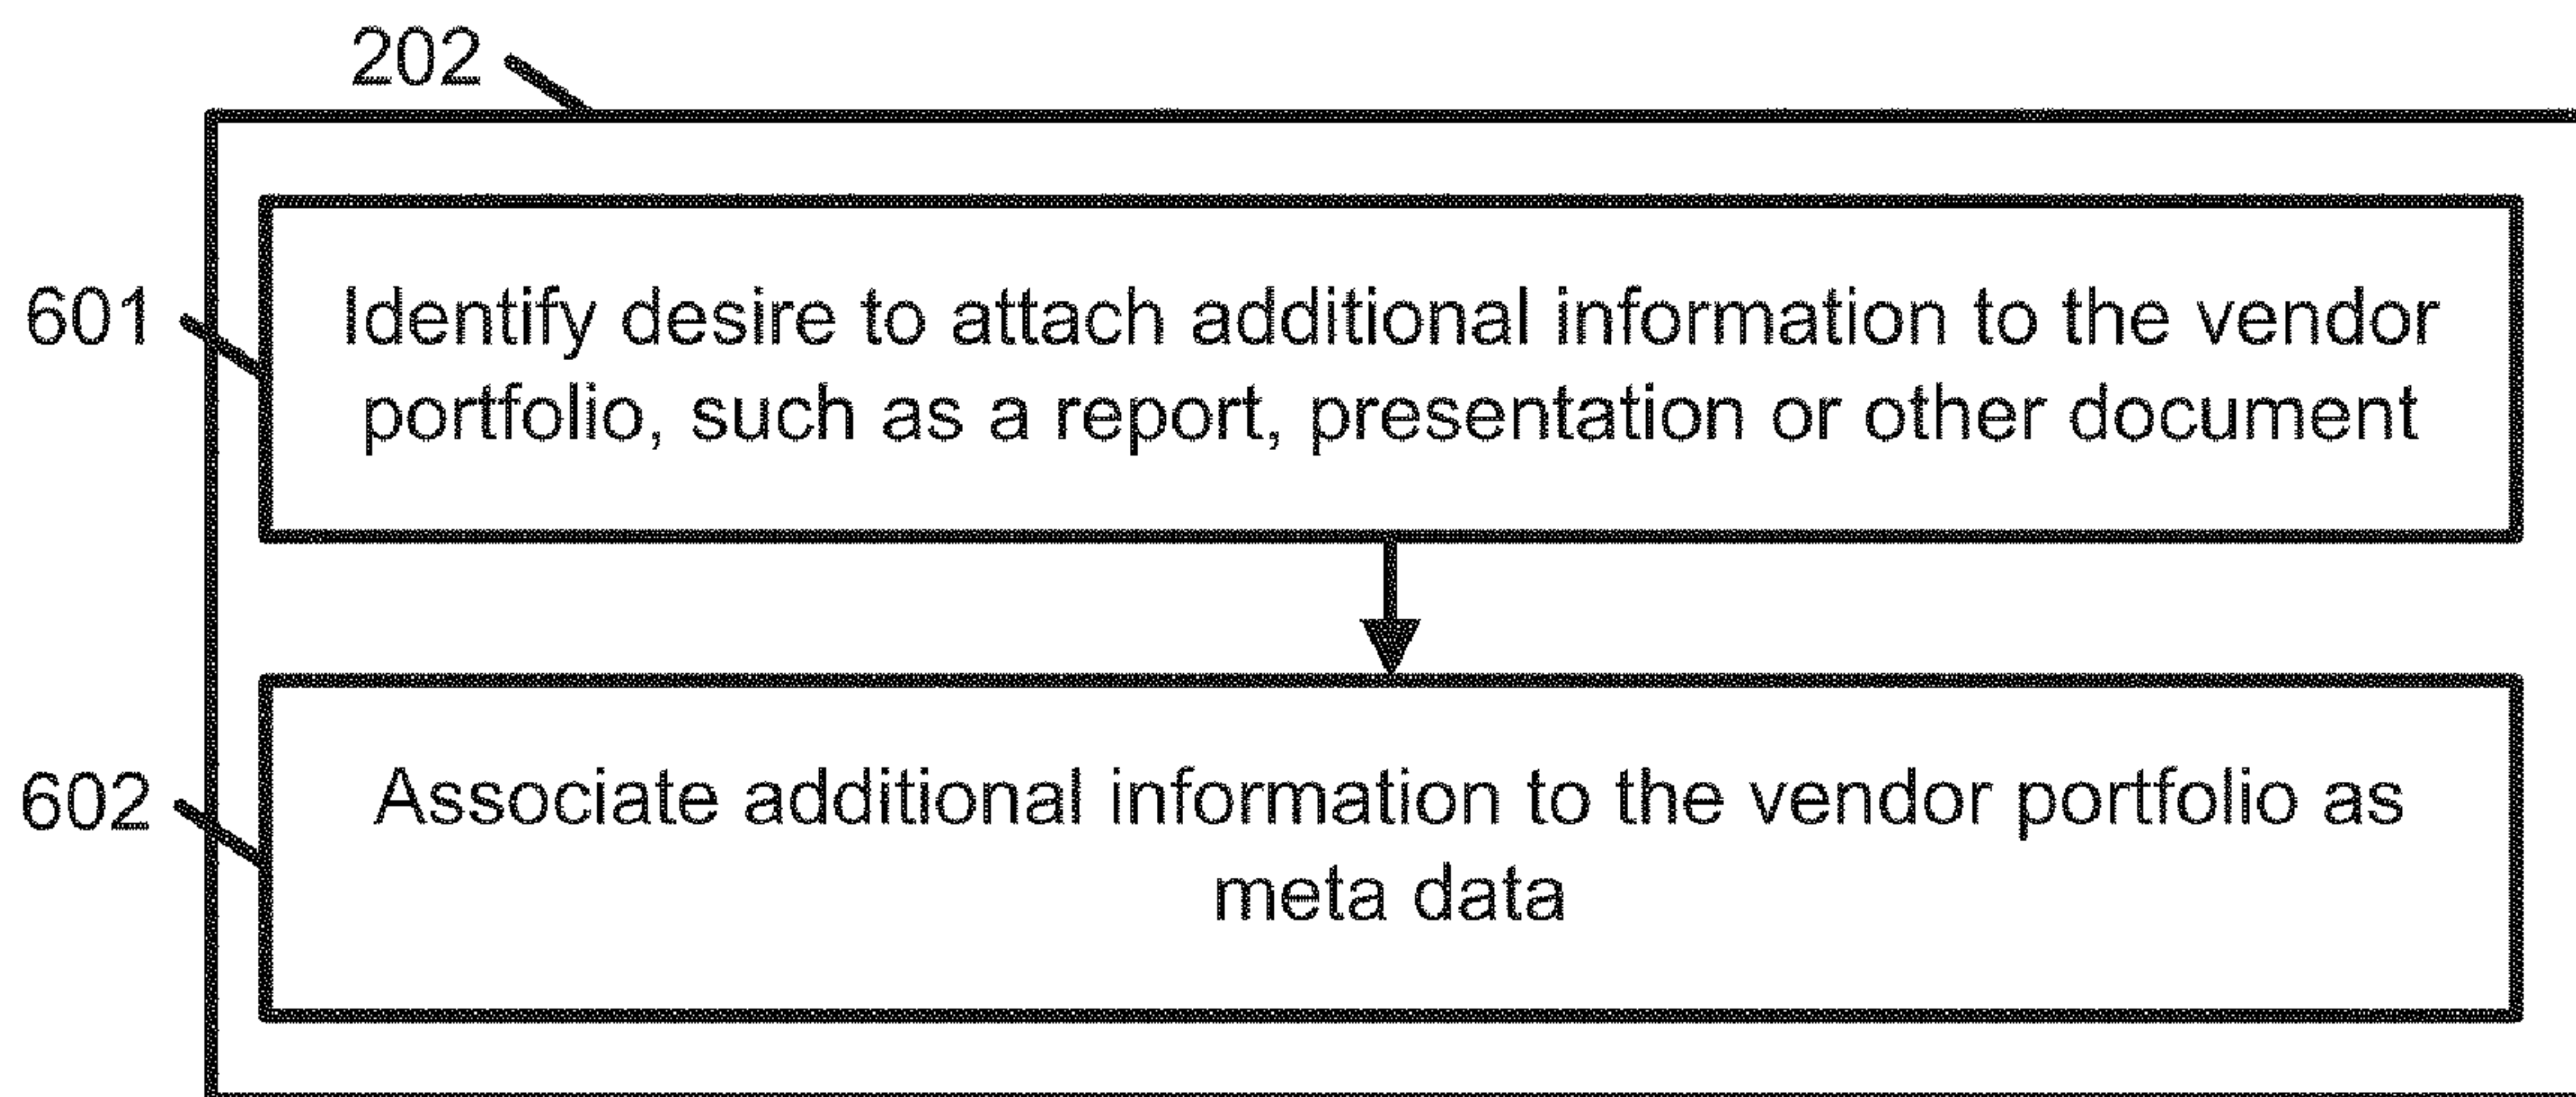 202
601
Identify desire to attach additional information to the vendor
portfolio, such as a report, presentation or other document
602
Associate additional information to the vendor portfolio as
meta data